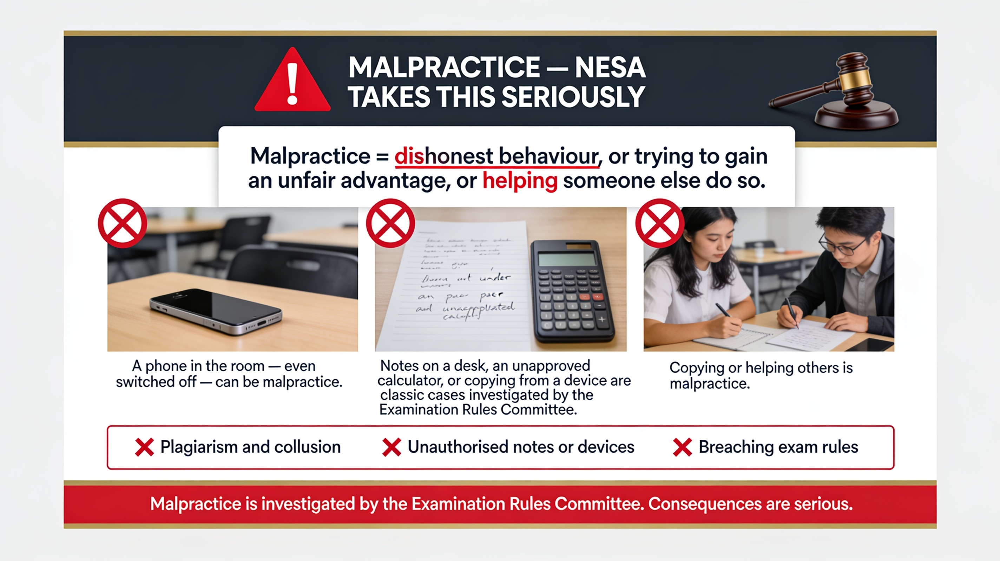 MALPRACTICE — NESA
TAKES THIS SERIOUSLY
Malpractice = dishonest behaviour, or trying to gain
an unfair advantage, or helping someone else do so.
an
and
under
A phone in the room — even
switched off — can be malpractice.
Notes on a desk, an unapproved
calculator, or copying from a device are
classic cases investigated by the
Examination Rules Committee.
Copying or helping others is
malpractice.
Plagiarism and collusion
Unauthorised notes or devices
Breaching exam rules
Malpractice is investigated by the Examination Rules Committee. Consequences are serious.